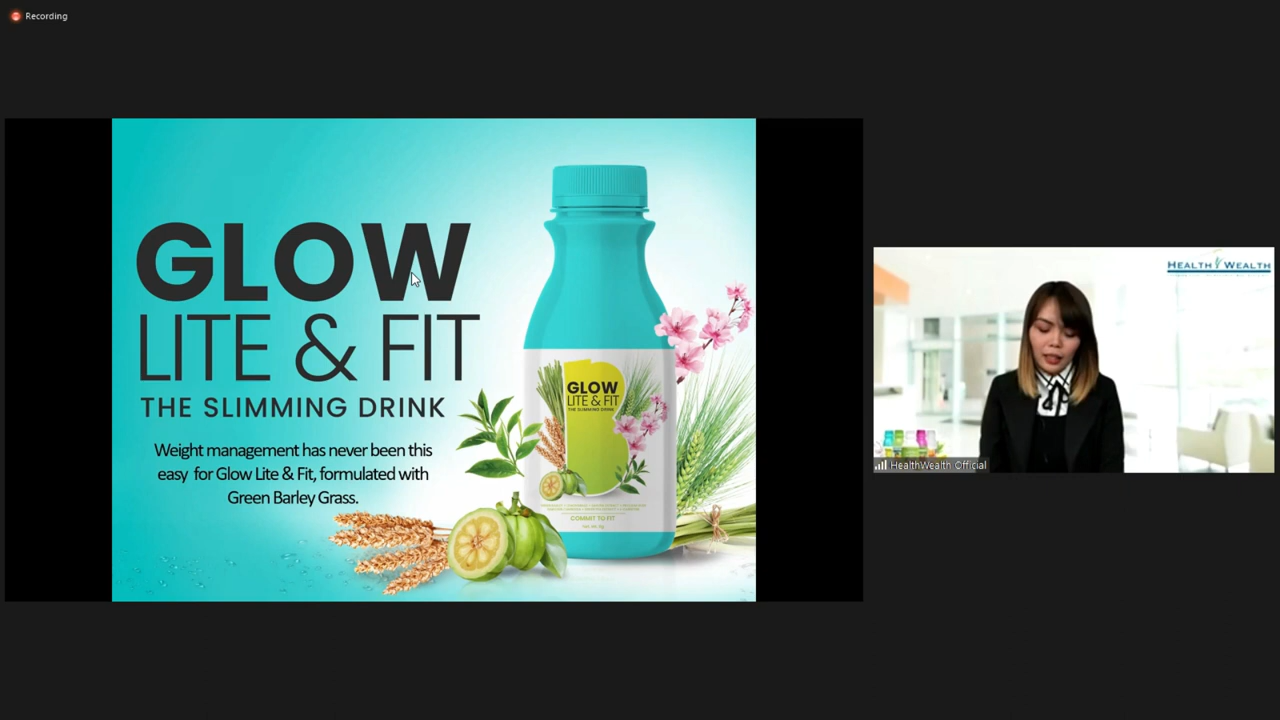 Recording
GLOW
LITE & FIT
THE SLIMMING DRINK
Weight management has never been this
easy for Glow Lite & Fit, formulated with
Green Barley Grass.
GLOW
LITE & FIT
THE SLIMMING DRINK
COMMIT TO FIT
HEALTH WEALTH
HealthWealth Official